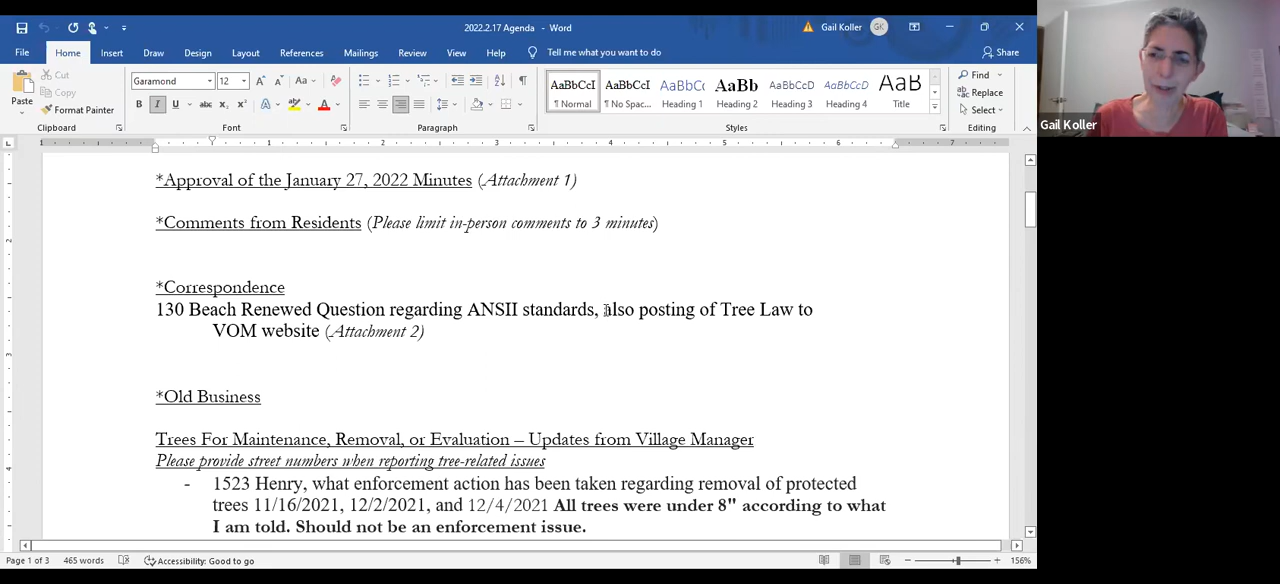 2022.2.17 Agenda - Word
Gail Koller GK
File Home Insert Draw Design Layout References Mailings Review View Help Tell me what you want to do Share
Paste
Cut
Copy
Format Painter
Clipboard
Garamond 12
Font
Paragraph
AaBbCcI AaBbCcI AaBbCc AaBb AaBbCcD AaBbCcD AaB
¶ Normal ¶ No Spac... Heading 1 Heading 2 Heading 3 Heading 4 Title
Styles
Find
Replace
Select
Editing
Gail Koller
1 1 2 3 4 5 6 7
*Approval of the January 27, 2022 Minutes (Attachment 1)
*Comments from Residents (Please limit in-person comments to 3 minutes)
*Correspondence
130 Beach Renewed Question regarding ANSII standards, also posting of Tree Law to
VOM website (Attachment 2)
*Old Business
Trees For Maintenance, Removal, or Evaluation – Updates from Village Manager
Please provide street numbers when reporting tree-related issues
- 1523 Henry, what enforcement action has been taken regarding removal of protected
trees 11/16/2021, 12/2/2021, and 12/4/2021 All trees were under 8" according to what
I am told. Should not be an enforcement issue.
Page 1 of 3 465 words Accessibility: Good to go 156%